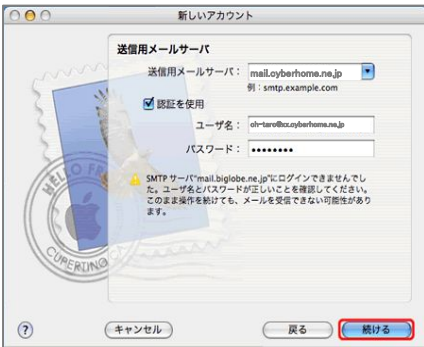 新しいアカウント
送信用メールサーバ
送信用メールサーバ： mail.cyberhome.ne.jp
例：smtp.example.com
認証を使用
ユーザ名： oh-taro@xx.cyberhome.ne.jp
パスワード： ••••••••
SMTP サーバ"mail.biglobe.ne.jp"にログインできませんでし
た。ユーザ名とパスワードが正しいことを確認してください。
このまま操作を続けても、メールを受信できない可能性があり
ます。
HELLO FR
CUPERTINO
? キャンセル 戻る 続ける